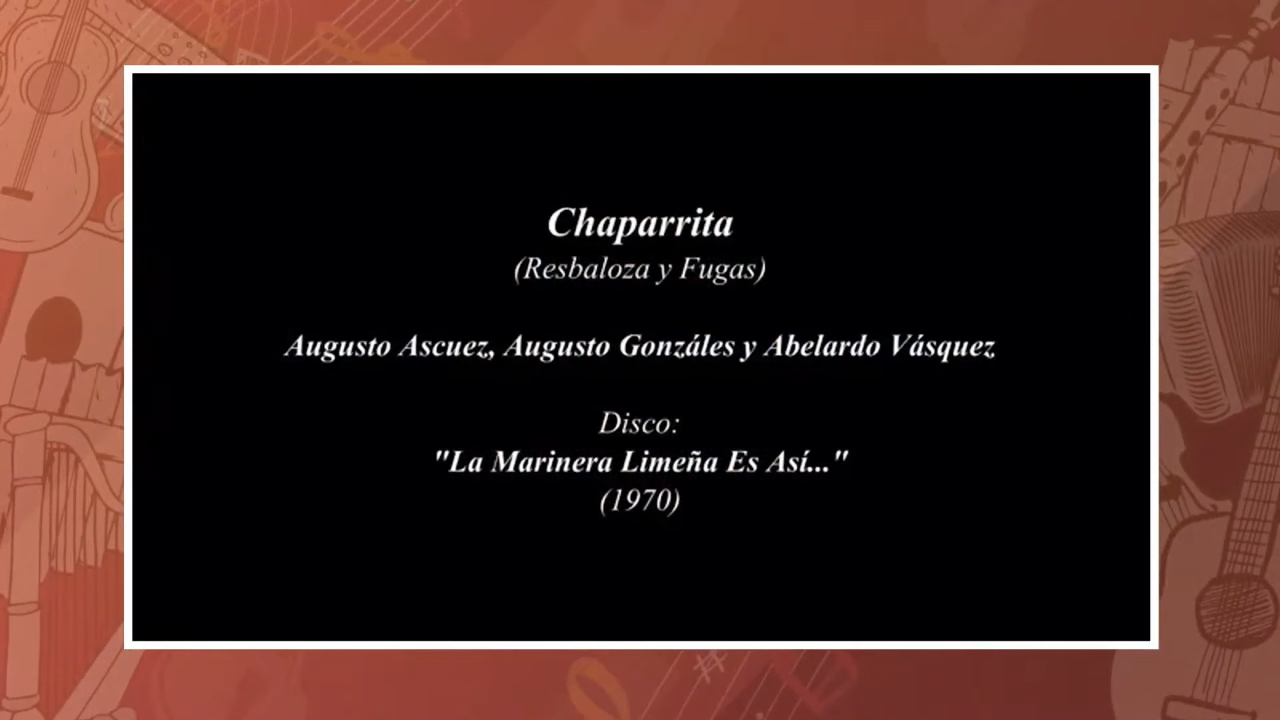 Chaparrita
(Resbaloza y Fugas)
Augusto Ascuez, Augusto Gonzáles y Abelardo Vásquez
Disco:
"La Marinera Limeña Es Así..."
(1970)